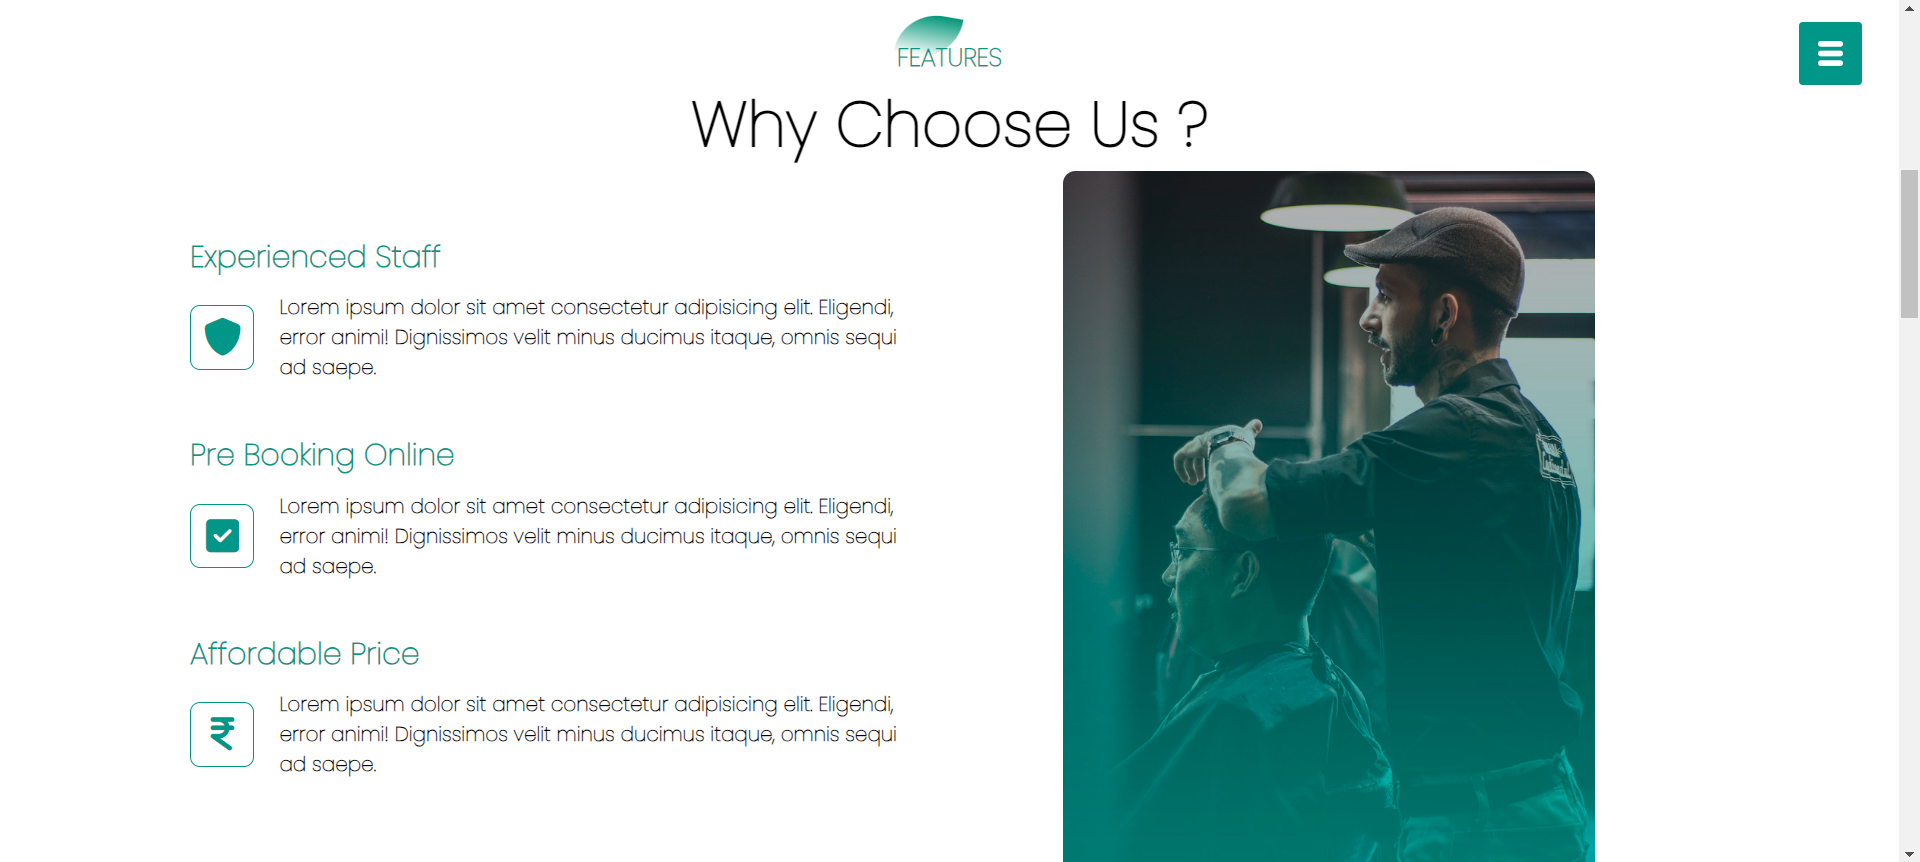 FEATURES
Why Choose Us ?
Experienced Staff
Lorem ipsum dolor sit amet consectetur adipisicing elit. Eligendi,
error animi! Dignissimos velit minus ducimus itaque, omnis sequi
ad saepe.
Pre Booking Online
Lorem ipsum dolor sit amet consectetur adipisicing elit. Eligendi,
error animi! Dignissimos velit minus ducimus itaque, omnis sequi
ad saepe.
Affordable Price
₹
Lorem ipsum dolor sit amet consectetur adipisicing elit. Eligendi,
error animi! Dignissimos velit minus ducimus itaque, omnis sequi
ad saepe.